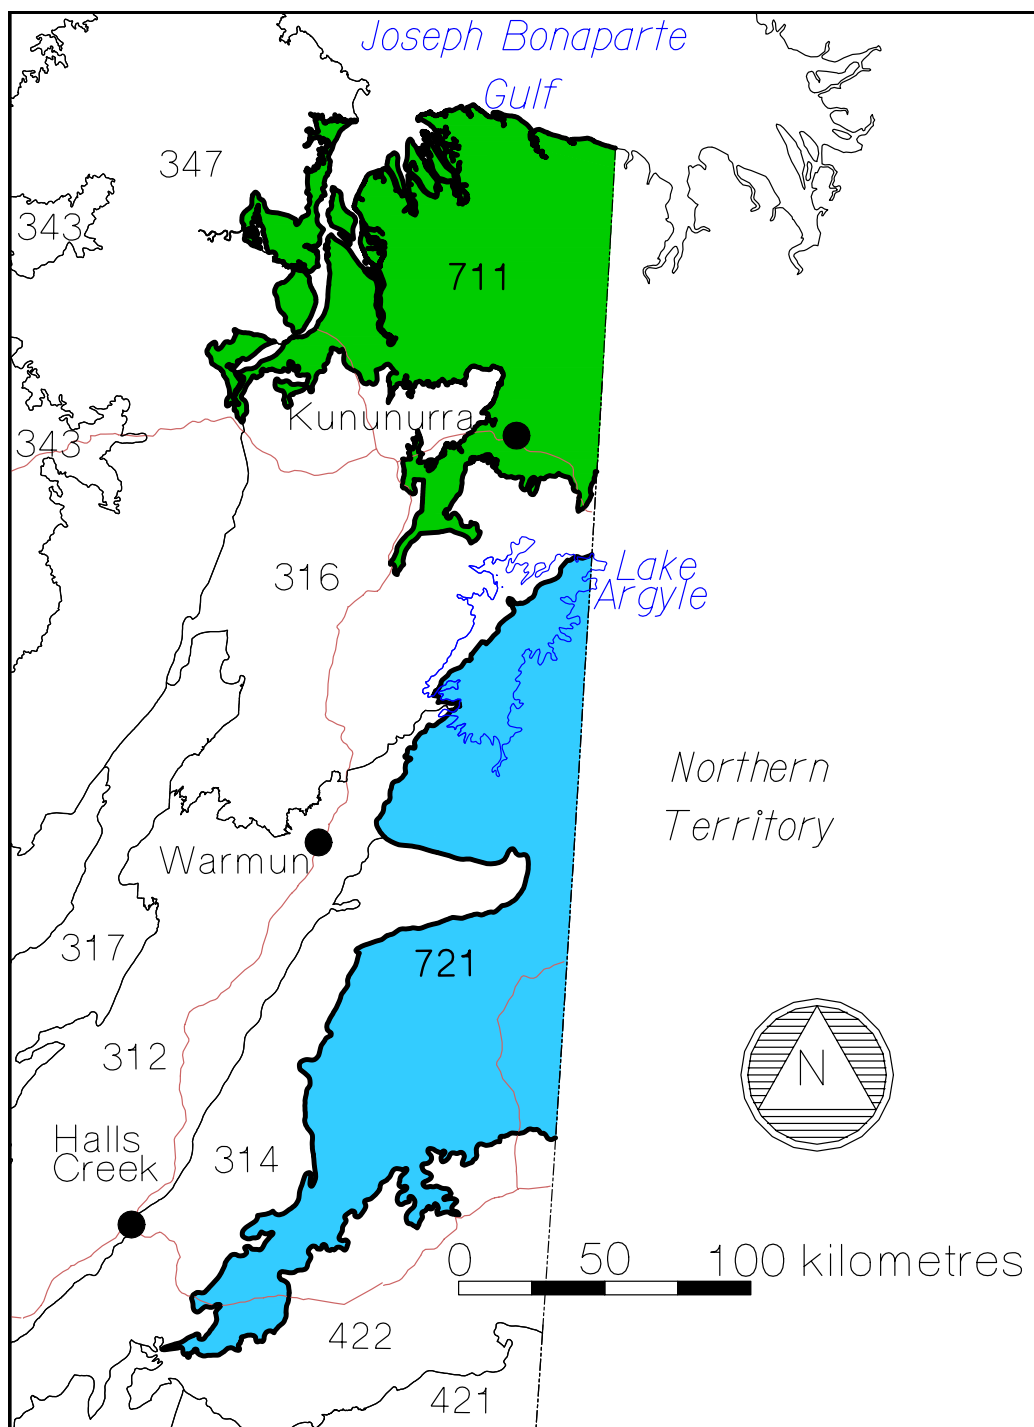 Joseph Bonaparte
Gulf
347
343
711
Kununurra
343
316
Lake
Argyle
Northern
Territory
Warmun
317
721
312
N
Halls
Creek
314
0 50 100 kilometres
422
421